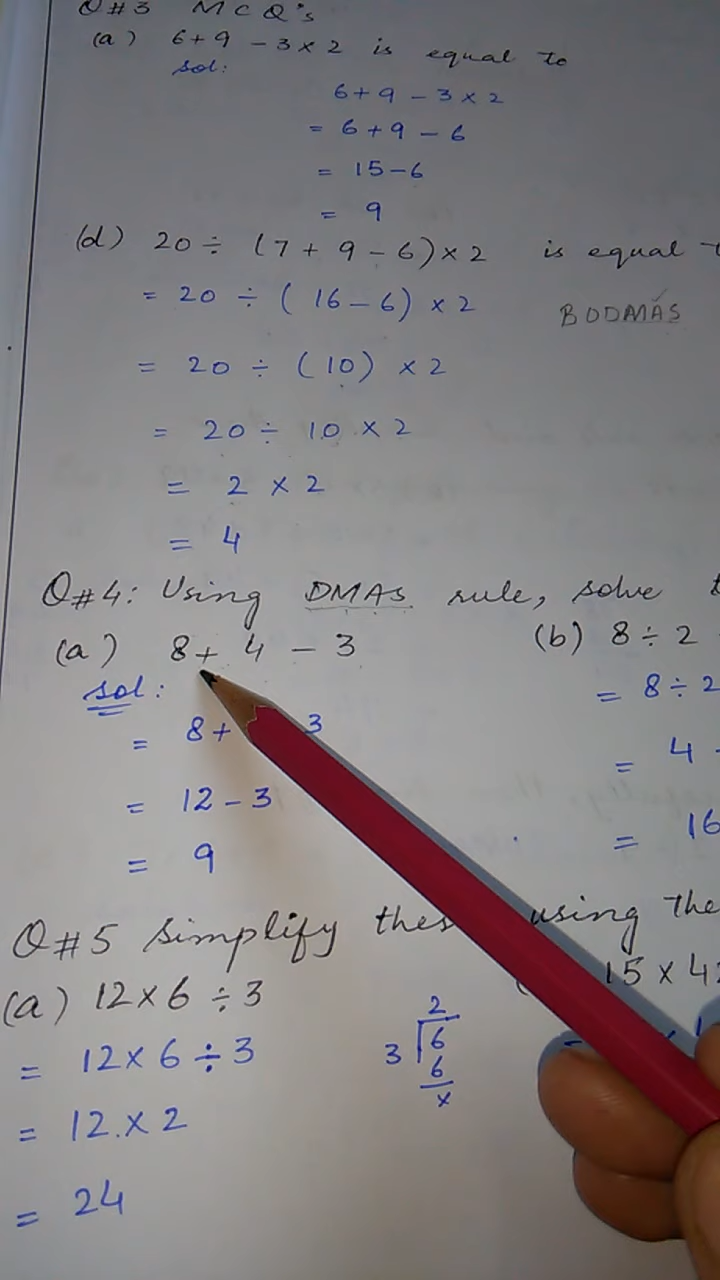 Q#3 MCQ's
(a) 6+9 - 3×2 is equal to
sol:
6+9 - 3×2
= 6+9 - 6
= 15-6
= 9
(d) 20 ÷ (7 + 9 - 6) × 2 is equal
= 20 ÷ ( 16 - 6) × 2
BODMAS
= 20 ÷ (10) × 2
= 20 ÷ 10 × 2
= 2 × 2
= 4
Q#4: Using DMAS rule, solve
(a) 8 + 4 - 3
sol:
= 8 + 3
= 12 - 3
= 9
(b) 8 ÷ 2
= 8 ÷ 2
= 4
= 16
Q#5 Simplify using the
(a) 12×6 ÷ 3
= 12×6 ÷ 3
= 12.× 2
= 24
2
3 6
6
x
15 × 4